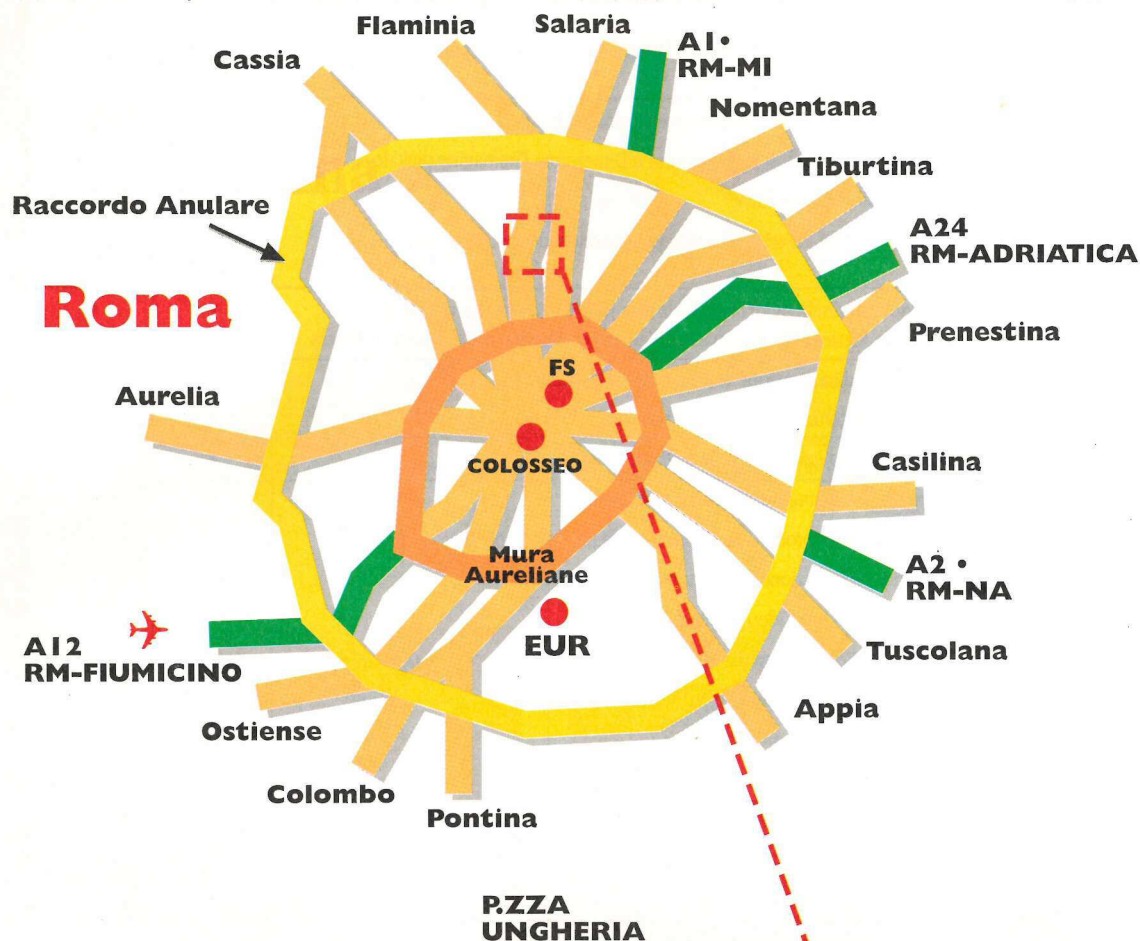 Flaminia
Salaria
Cassia
A1•
RM-MI
Nomentana
Tiburtina
Raccordo Anulare
A24
RM-ADRIATICA
Roma
Prenestina
FS
Aurelia
COLOSSEO
Casilina
Mura
Aureliane
A2 •
RM-NA
EUR
A12
RM-FIUMICINO
Tuscolana
Appia
Ostiense
Colombo
Pontina
P.ZZA
UNGHERIA